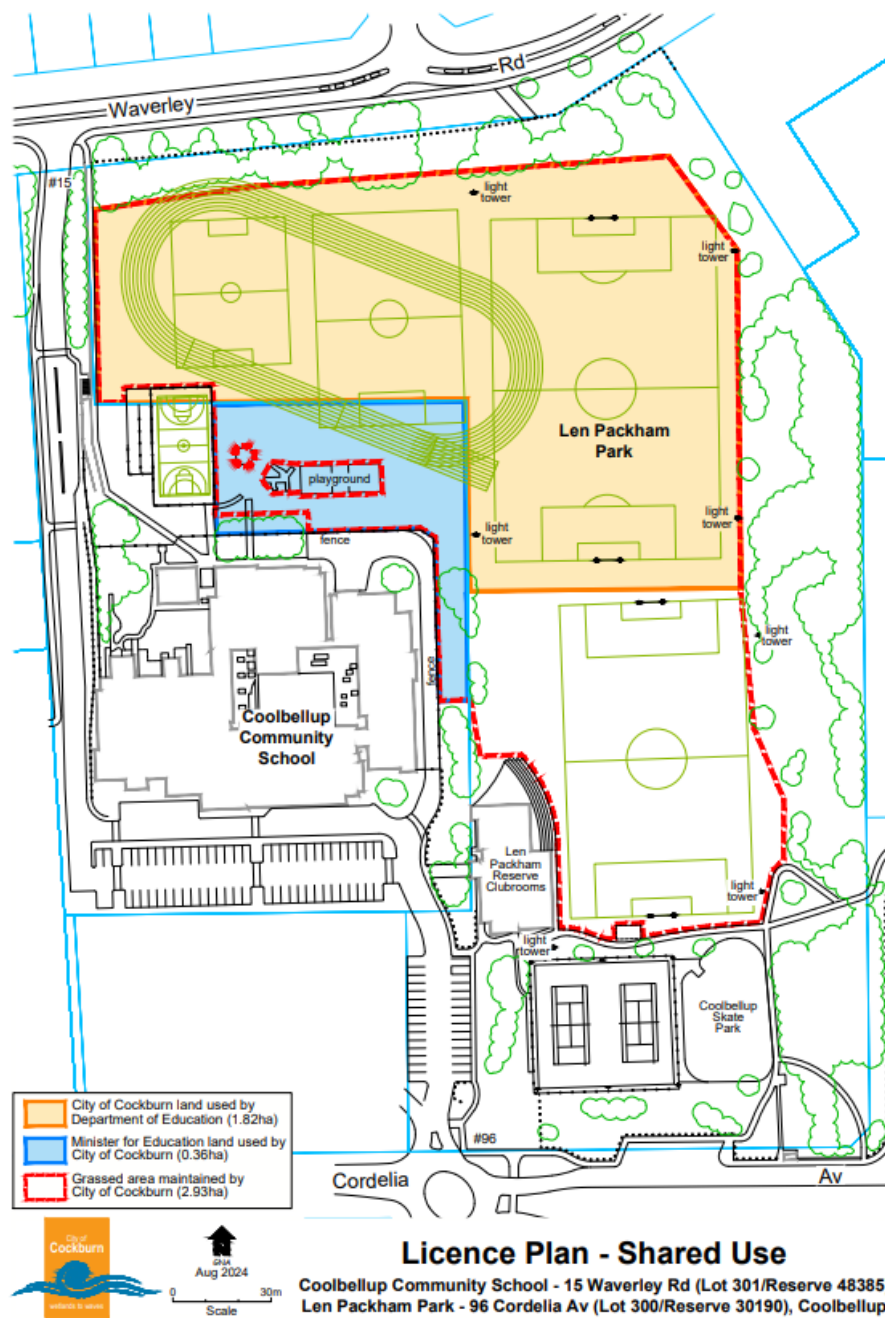 Waverley
Rd
#15
light
tower
light
tower
Len Packham
Park
playground
light
tower
light
tower
fence
light
tower
fence
Coolbellup
Community
School
Len
Packham
Reserve
Clubrooms
light
tower
light
tower
Coolbellup
Skate
Park
City of Cockburn land used by
Department of Education (1.82ha)
Minister for Education land used by
City of Cockburn (0.36ha)
Grassed area maintained by
City of Cockburn (2.93ha)
#96
Cordelia
Av
City of
Cockburn
wetlands to waves
GNA
Aug 2024
0 30m
Scale
Licence Plan - Shared Use
Coolbellup Community School - 15 Waverley Rd (Lot 301/Reserve 48385
Len Packham Park - 96 Cordelia Av (Lot 300/Reserve 30190), Coolbellup